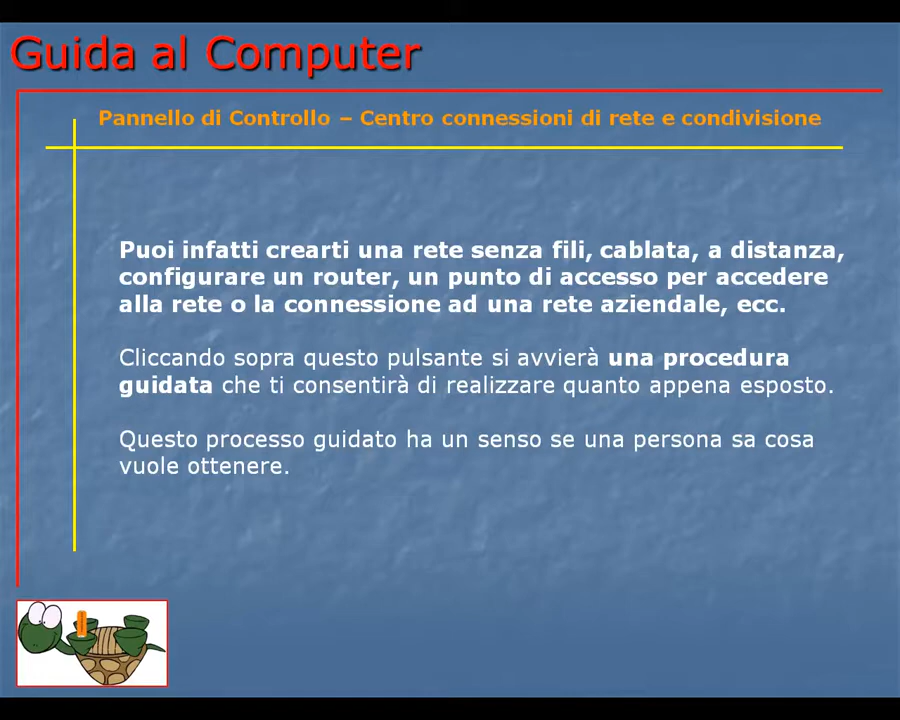 Guida al Computer
Pannello di Controllo – Centro connessioni di rete e condivisione
Puoi infatti crearti una rete senza fili, cablata, a distanza,
configurare un router, un punto di accesso per accedere
alla rete o la connessione ad una rete aziendale, ecc.
Cliccando sopra questo pulsante si avvierà una procedura
guidata che ti consentirà di realizzare quanto appena esposto.
Questo processo guidato ha un senso se una persona sa cosa
vuole ottenere.